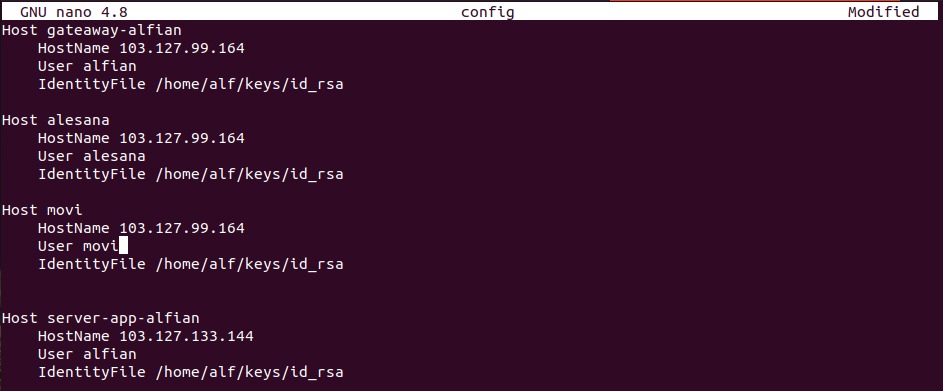 GNU nano 4.8 config Modified
Host gateaway-alfian
HostName 103.127.99.164
User alfian
IdentityFile /home/alf/keys/id_rsa
Host alesana
HostName 103.127.99.164
User alesana
IdentityFile /home/alf/keys/id_rsa
Host movi
HostName 103.127.99.164
User movi
IdentityFile /home/alf/keys/id_rsa
Host server-app-alfian
HostName 103.127.133.144
User alfian
IdentityFile /home/alf/keys/id_rsa